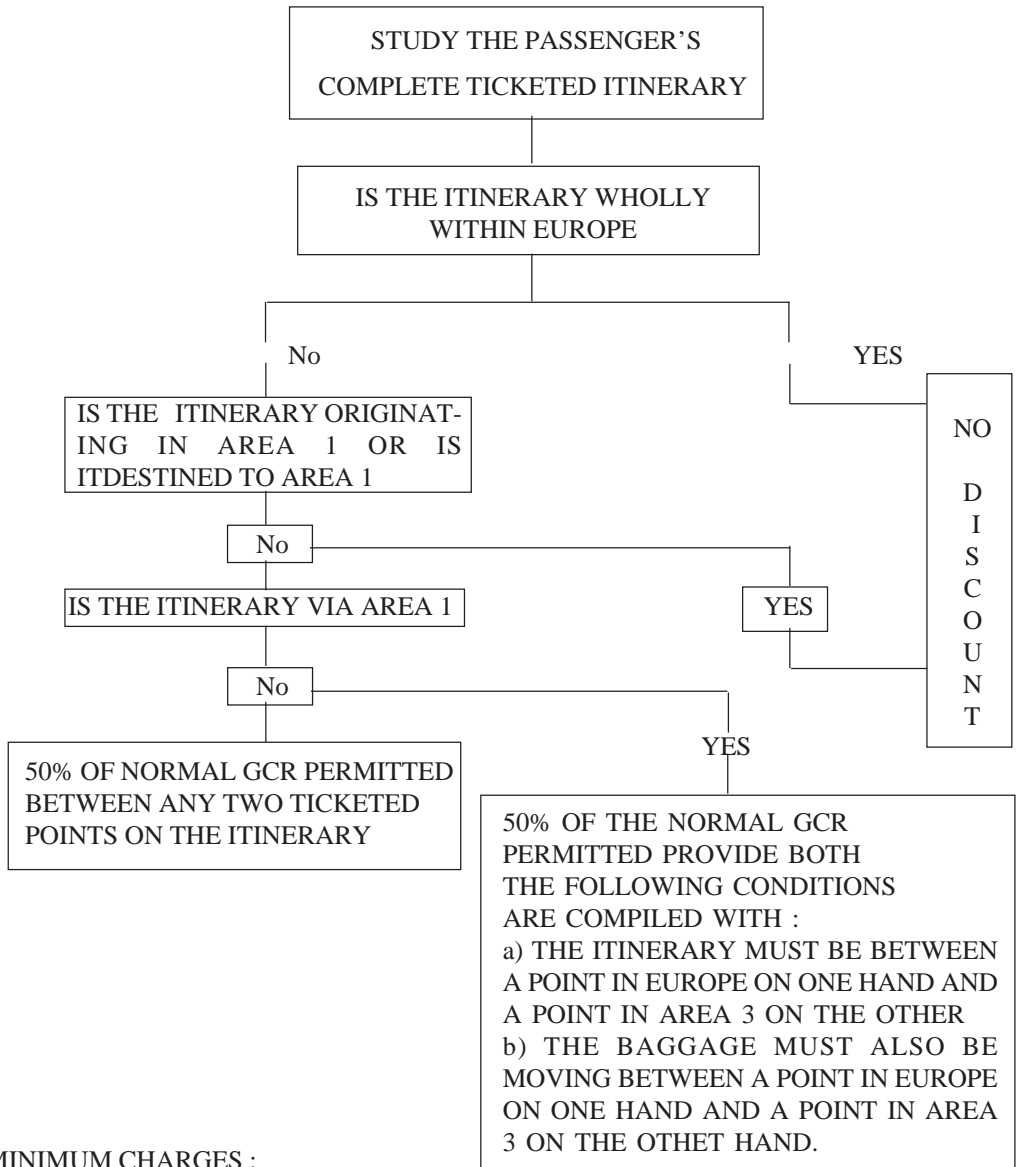 STUDY THE PASSENGER’S
COMPLETE TICKETED ITINERARY
IS THE ITINERARY WHOLLY
WITHIN EUROPE
No
YES
IS THE ITINERARY ORIGINAT-
ING IN AREA 1 OR IS
ITDESTINED TO AREA 1
NO
D
I
S
C
O
U
N
T
No
YES
IS THE ITINERARY VIA AREA 1
No
YES
50% OF NORMAL GCR PERMITTED
BETWEEN ANY TWO TICKETED
POINTS ON THE ITINERARY
50% OF THE NORMAL GCR
PERMITTED PROVIDE BOTH
THE FOLLOWING CONDITIONS
ARE COMPILED WITH :
a) THE ITINERARY MUST BE BETWEEN
A POINT IN EUROPE ON ONE HAND AND
A POINT IN AREA 3 ON THE OTHER
b) THE BAGGAGE MUST ALSO BE
MOVING BETWEEN A POINT IN EUROPE
ON ONE HAND AND A POINT IN AREA
3 ON THE OTHET HAND.
MINIMUM CHARGES :